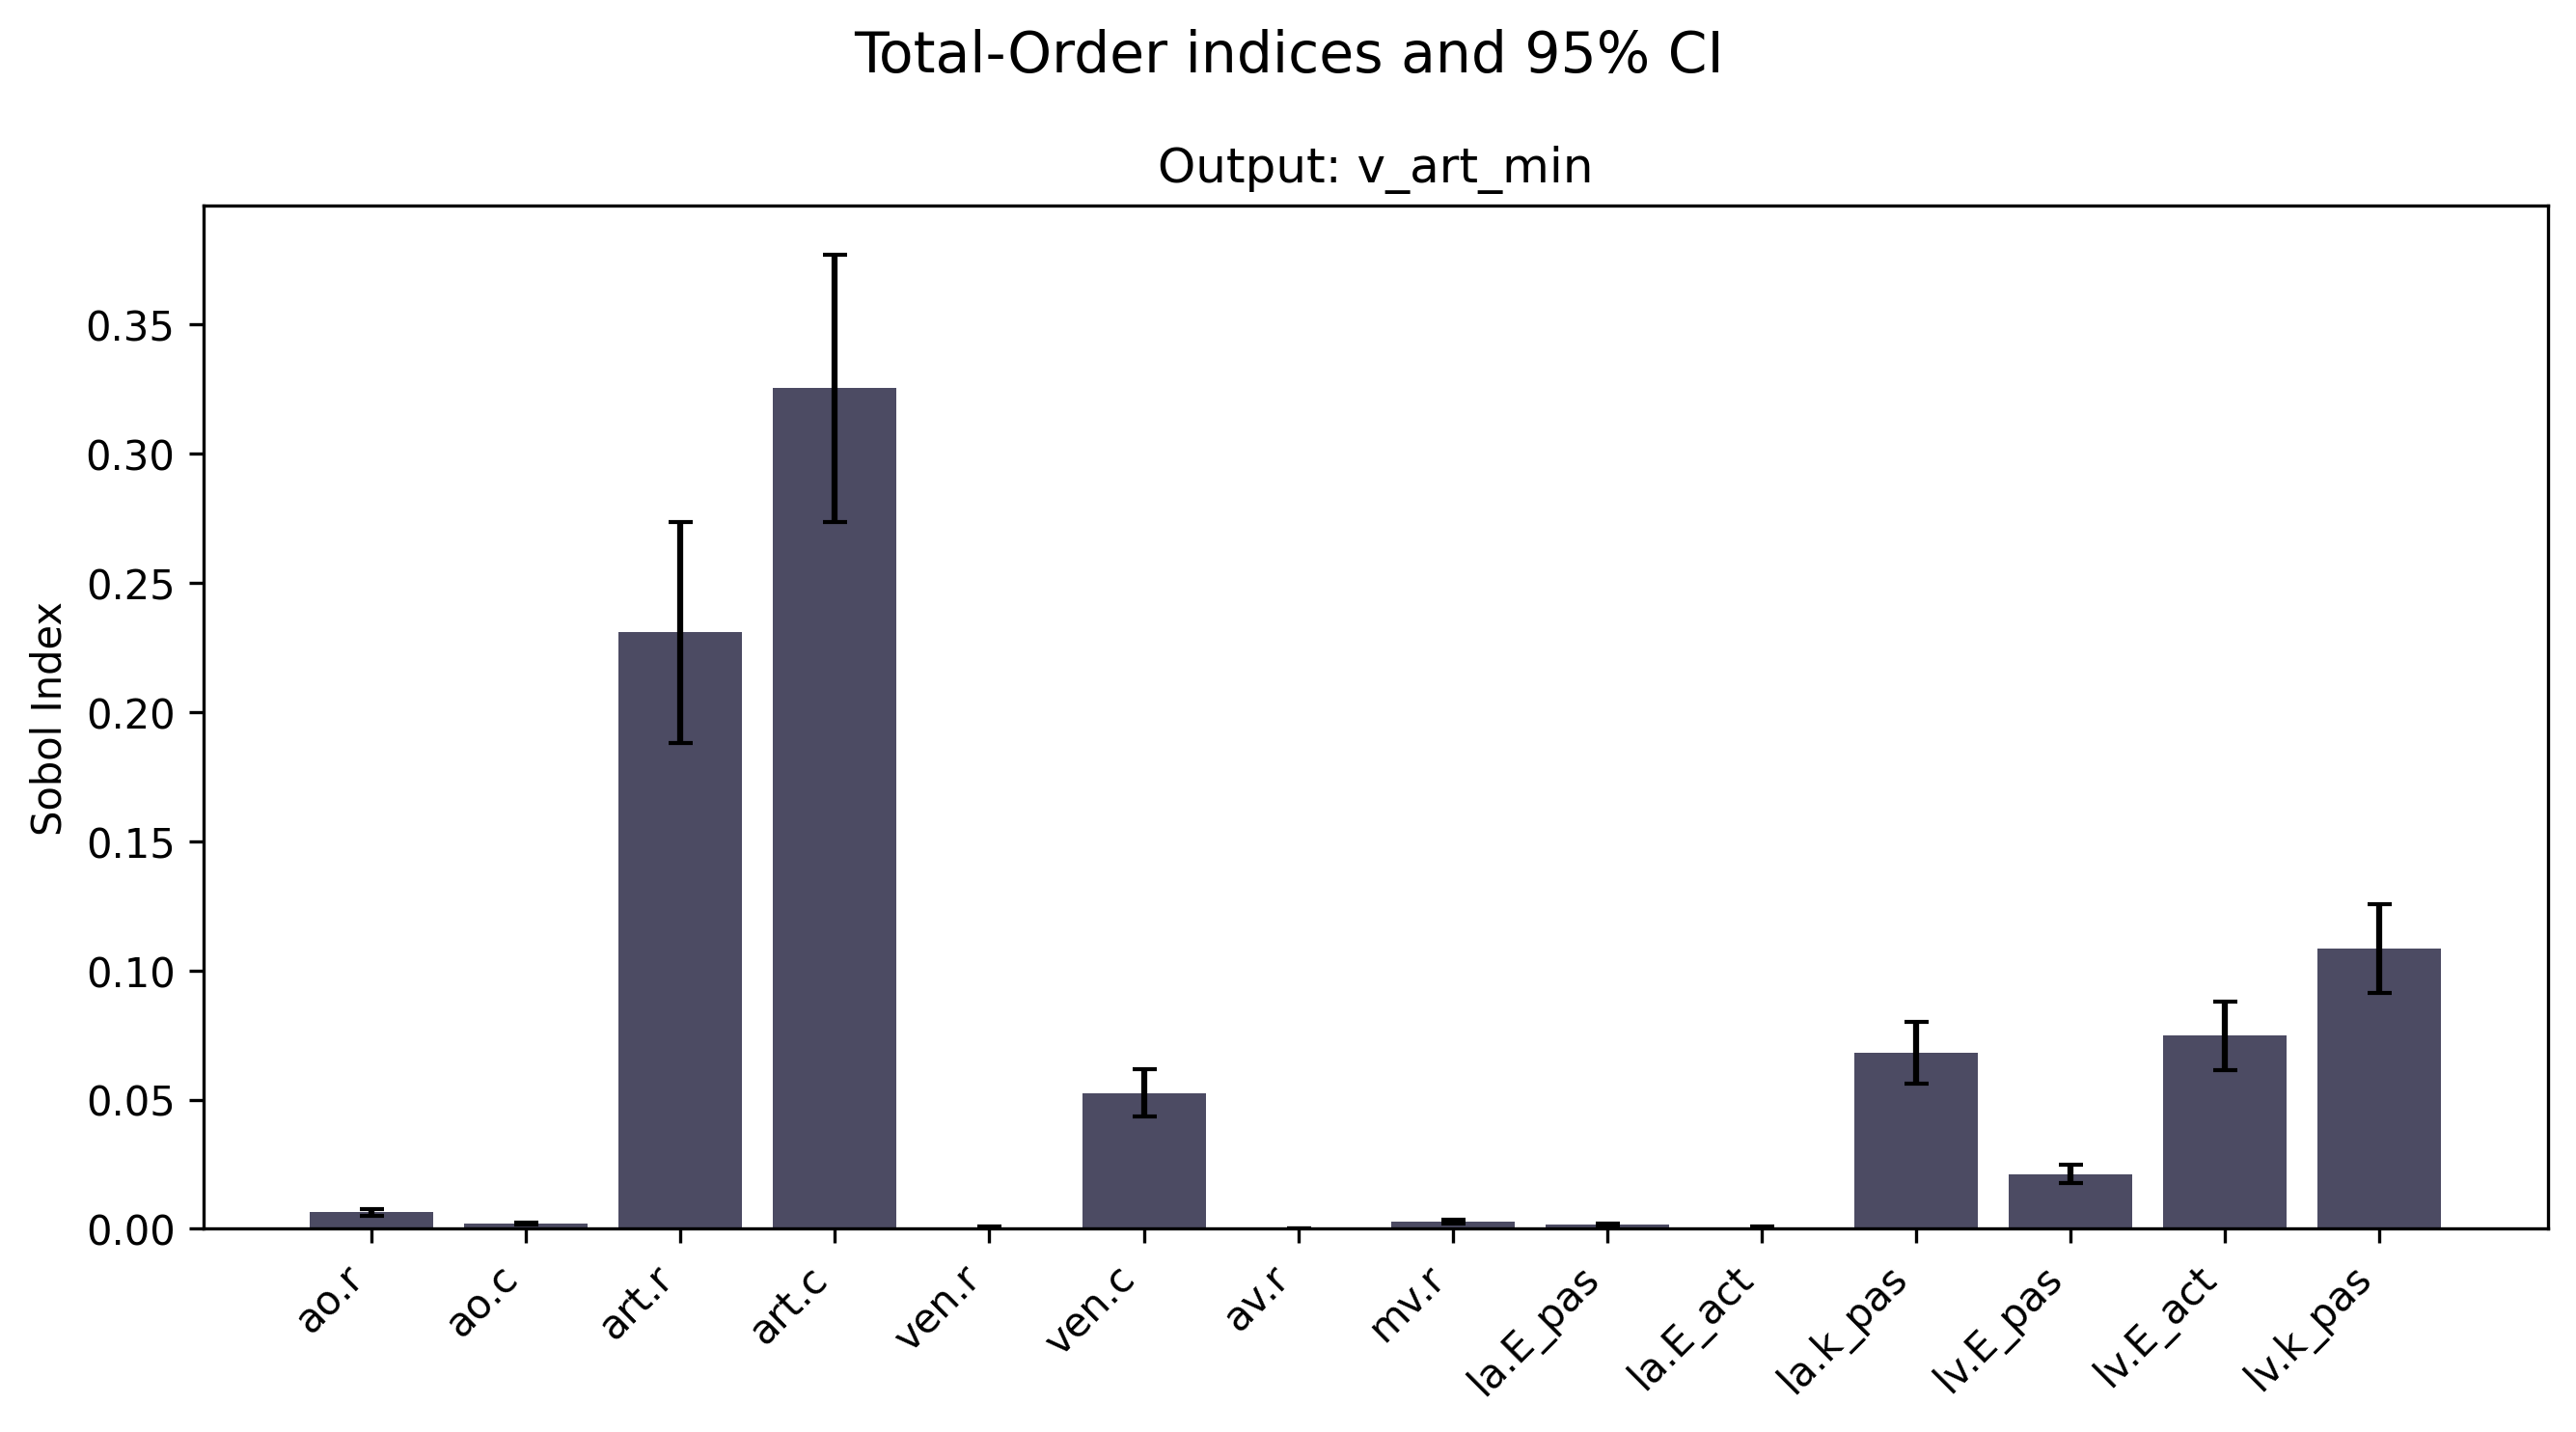 Total-Order indices and 95% CI
Output: v_art_min
Sobol Index
0.35
0.30
0.25
0.20
0.15
0.10
0.05
0.00
ao.r
ao.c
art.r
art.c
ven.r
ven.c
av.r
mv.r
la.E_pas
la.E_act
la.k_pas
lv.E_pas
lv.E_act
lv.k_pas